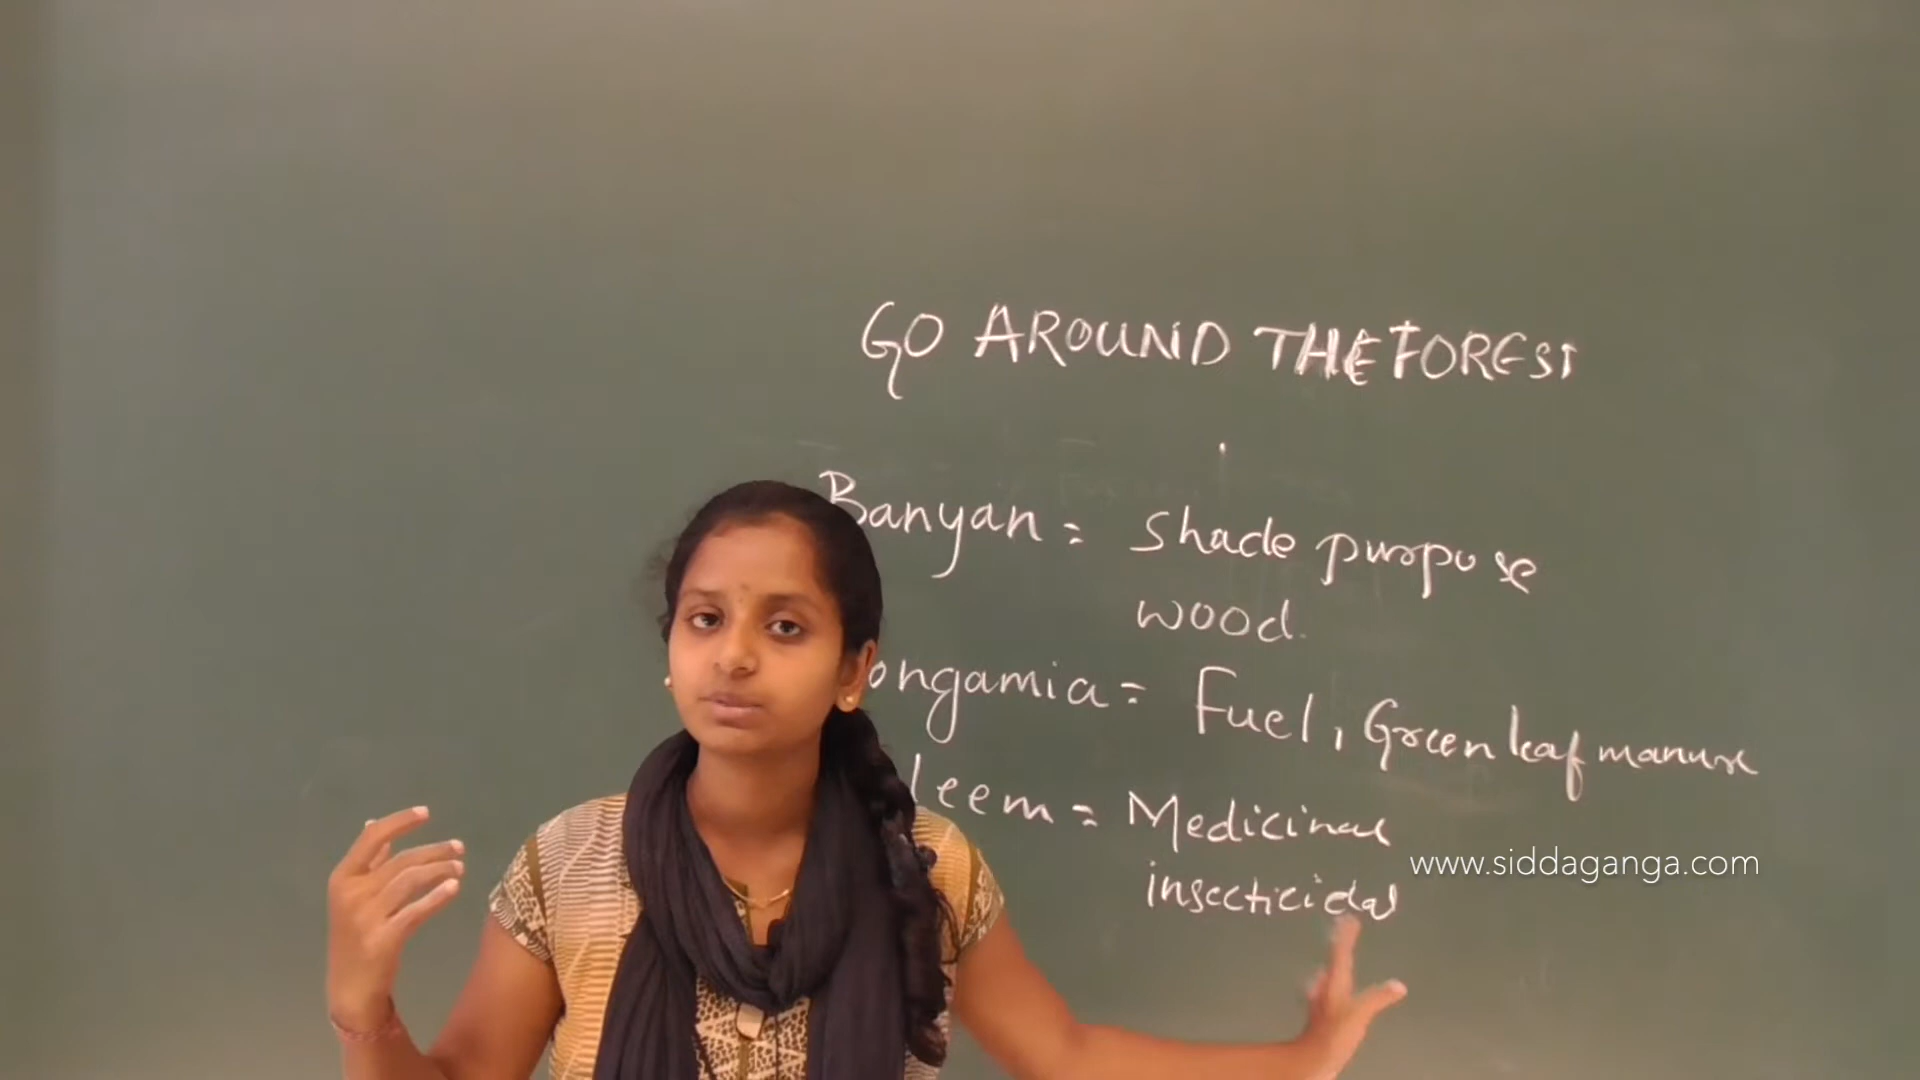 GO AROUND THE FOREST
Banyan = Shade purpose
wood.
ongamia = Fuel, Green leaf manure
leem = Medicinal
insecticidal
www.siddaganga.com